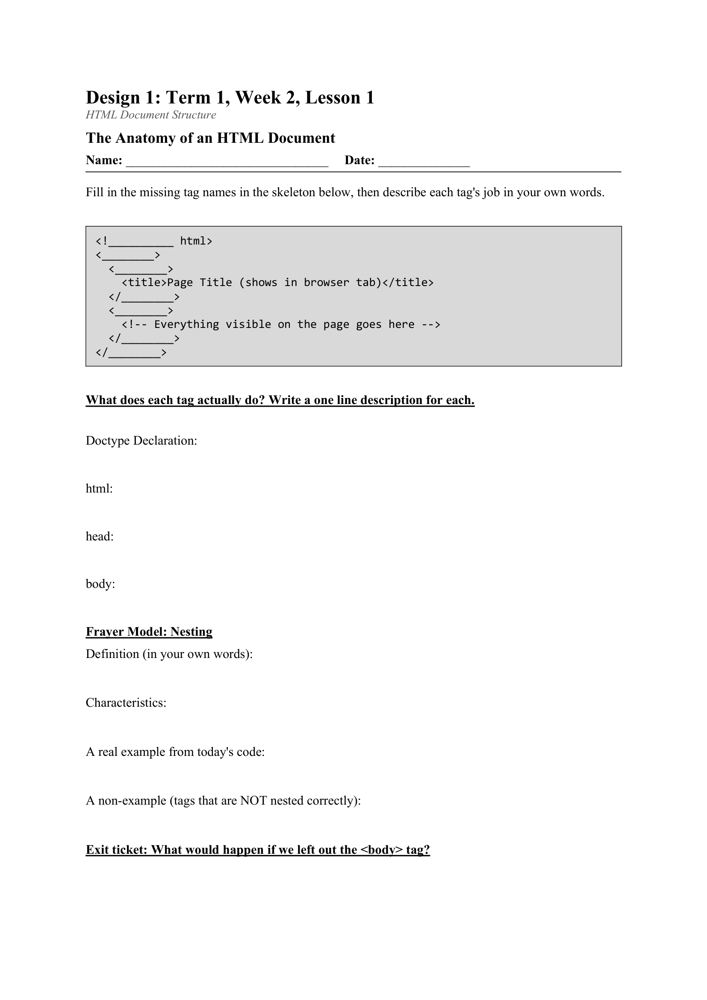 Design 1: Term 1, Week 2, Lesson 1
HTML Document Structure
The Anatomy of an HTML Document
Name: _______________________________ Date: ______________
Fill in the missing tag names in the skeleton below, then describe each tag's job in your own words.
<!__________ html>
<________>
  <________>
    <title>Page Title (shows in browser tab)</title>
  </________>
  <________>
    <!-- Everything visible on the page goes here -->
  </________>
</________>
What does each tag actually do? Write a one line description for each.
Doctype Declaration:
html:
head:
body:
Frayer Model: Nesting
Definition (in your own words):
Characteristics:
A real example from today's code:
A non-example (tags that are NOT nested correctly):
Exit ticket: What would happen if we left out the <body> tag?